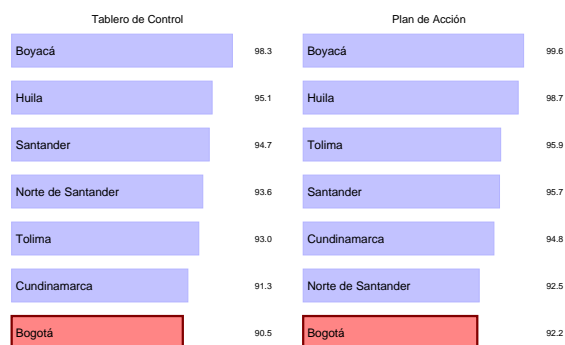 Tablero de Control
Boyacá 98.3
Huila 95.1
Santander 94.7
Norte de Santander 93.6
Tolima 93.0
Cundinamarca 91.3
Bogotá 90.5
Plan de Acción
Boyacá 99.6
Huila 98.7
Tolima 95.9
Santander 95.7
Cundinamarca 94.8
Norte de Santander 92.5
Bogotá 92.2